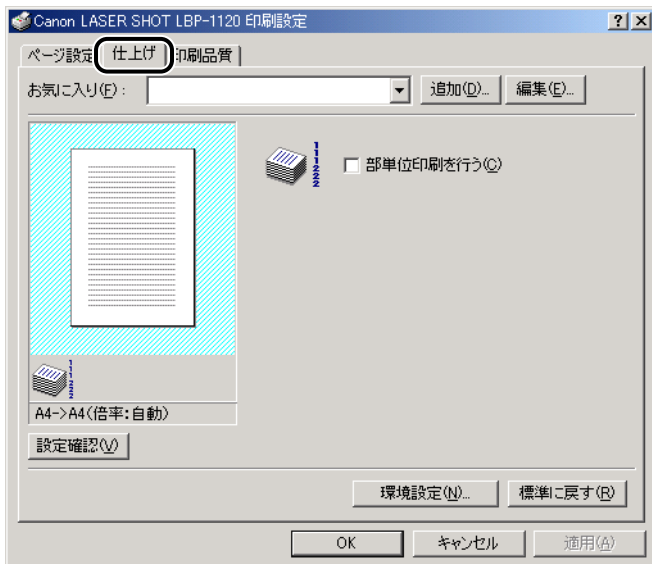 Canon LASER SHOT LBP-1120 印刷設定
ページ設定 仕上げ 印刷品質
お気に入り(F): 追加(D)... 編集(E)...
111222
部単位印刷を行う(C)
111222
A4->A4(倍率:自動)
設定確認(V)
環境設定(N)... 標準に戻す(R)
OK キャンセル 適用(A)